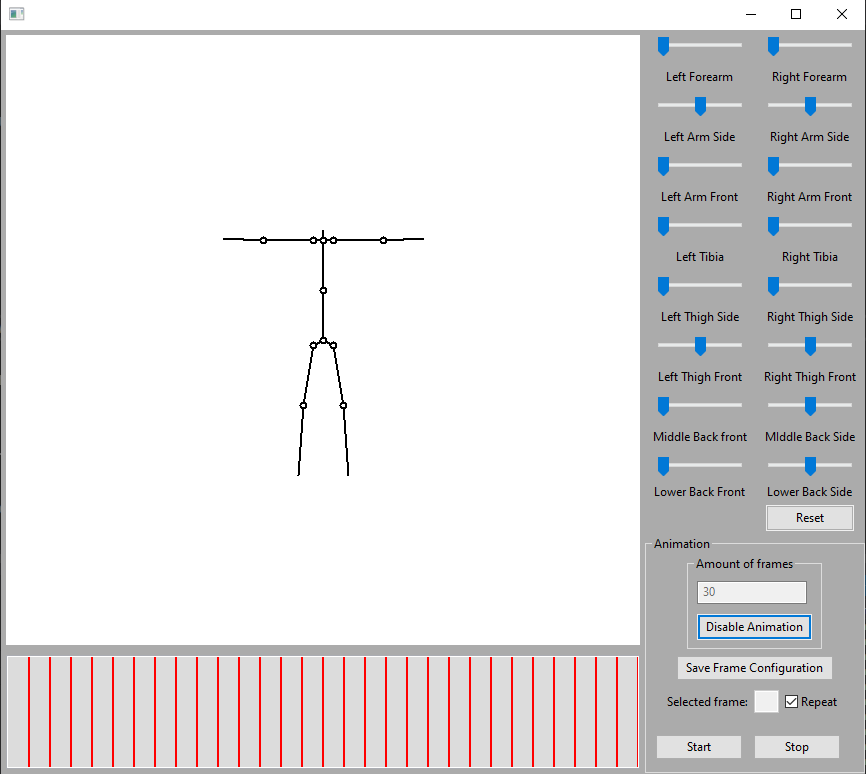 Left Forearm Right Forearm
Left Arm Side Right Arm Side
Left Arm Front Right Arm Front
Left Tibia Right Tibia
Left Thigh Side Right Thigh Side
Left Thigh Front Right Thigh Front
Middle Back front MIddle Back Side
Lower Back Front Lower Back Side
Reset
Animation
Amount of frames
30
Disable Animation
Save Frame Configuration
Selected frame: Repeat
Start Stop